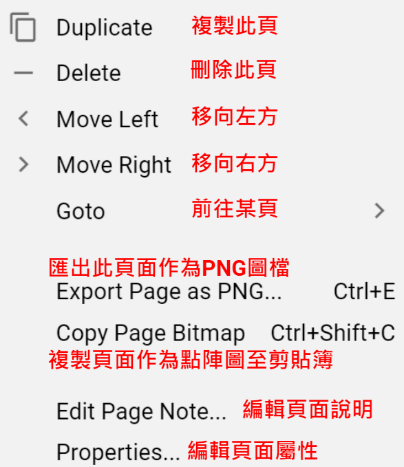 Duplicate 複製此頁
Delete 刪除此頁
Move Left 移向左方
Move Right 移向右方
Goto 前往某頁
匯出此頁面作為PNG圖檔
Export Page as PNG... Ctrl+E
Copy Page Bitmap Ctrl+Shift+C
複製頁面作為點陣圖至剪貼簿
Edit Page Note... 編輯頁面說明
Properties... 編輯頁面屬性